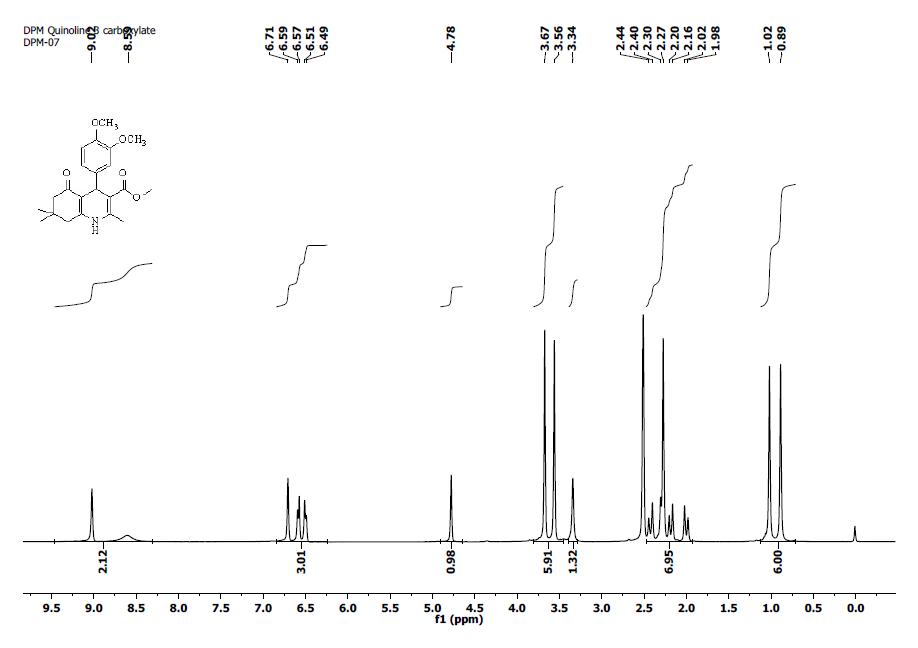 DPM Quinoline 3 carboxylate
DPM-07
9.02
8.59
6.71
6.59
6.57
6.51
6.49
4.78
3.67
3.56
3.34
2.44
2.40
2.30
2.27
2.20
2.16
2.02
1.98
1.02
0.89
OCH3
OCH3
O
O
O
N
H
2.12
3.01
0.98
5.91
1.32
6.95
6.00
9.5 9.0 8.5 8.0 7.5 7.0 6.5 6.0 5.5 5.0 4.5 4.0 3.5 3.0 2.5 2.0 1.5 1.0 0.5 0.0
f1 (ppm)